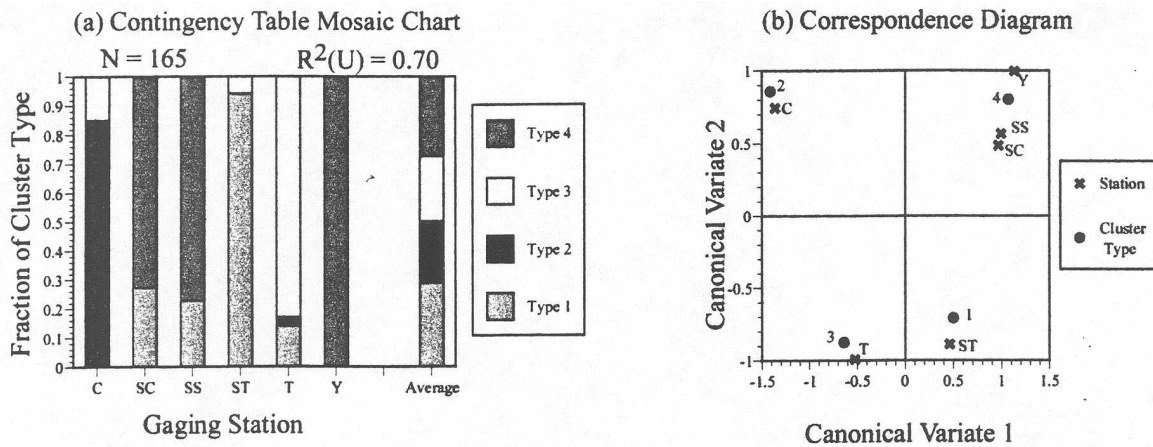 (a) Contingency Table Mosaic Chart
N = 165
R²(U) = 0.70
Fraction of Cluster Type
1
0.9
0.8
0.7
0.6
0.5
0.4
0.3
0.2
0.1
0
C SC SS ST T Y Average
Gaging Station
Type 4
Type 3
Type 2
Type 1
(b) Correspondence Diagram
Canonical Variate 2
1
0.5
0
-0.5
-1
-1.5 -1 -0.5 0 0.5 1 1.5
2
C
Y
4
SS
SC
3
T
1
ST
Canonical Variate 1
Station
Cluster
Type